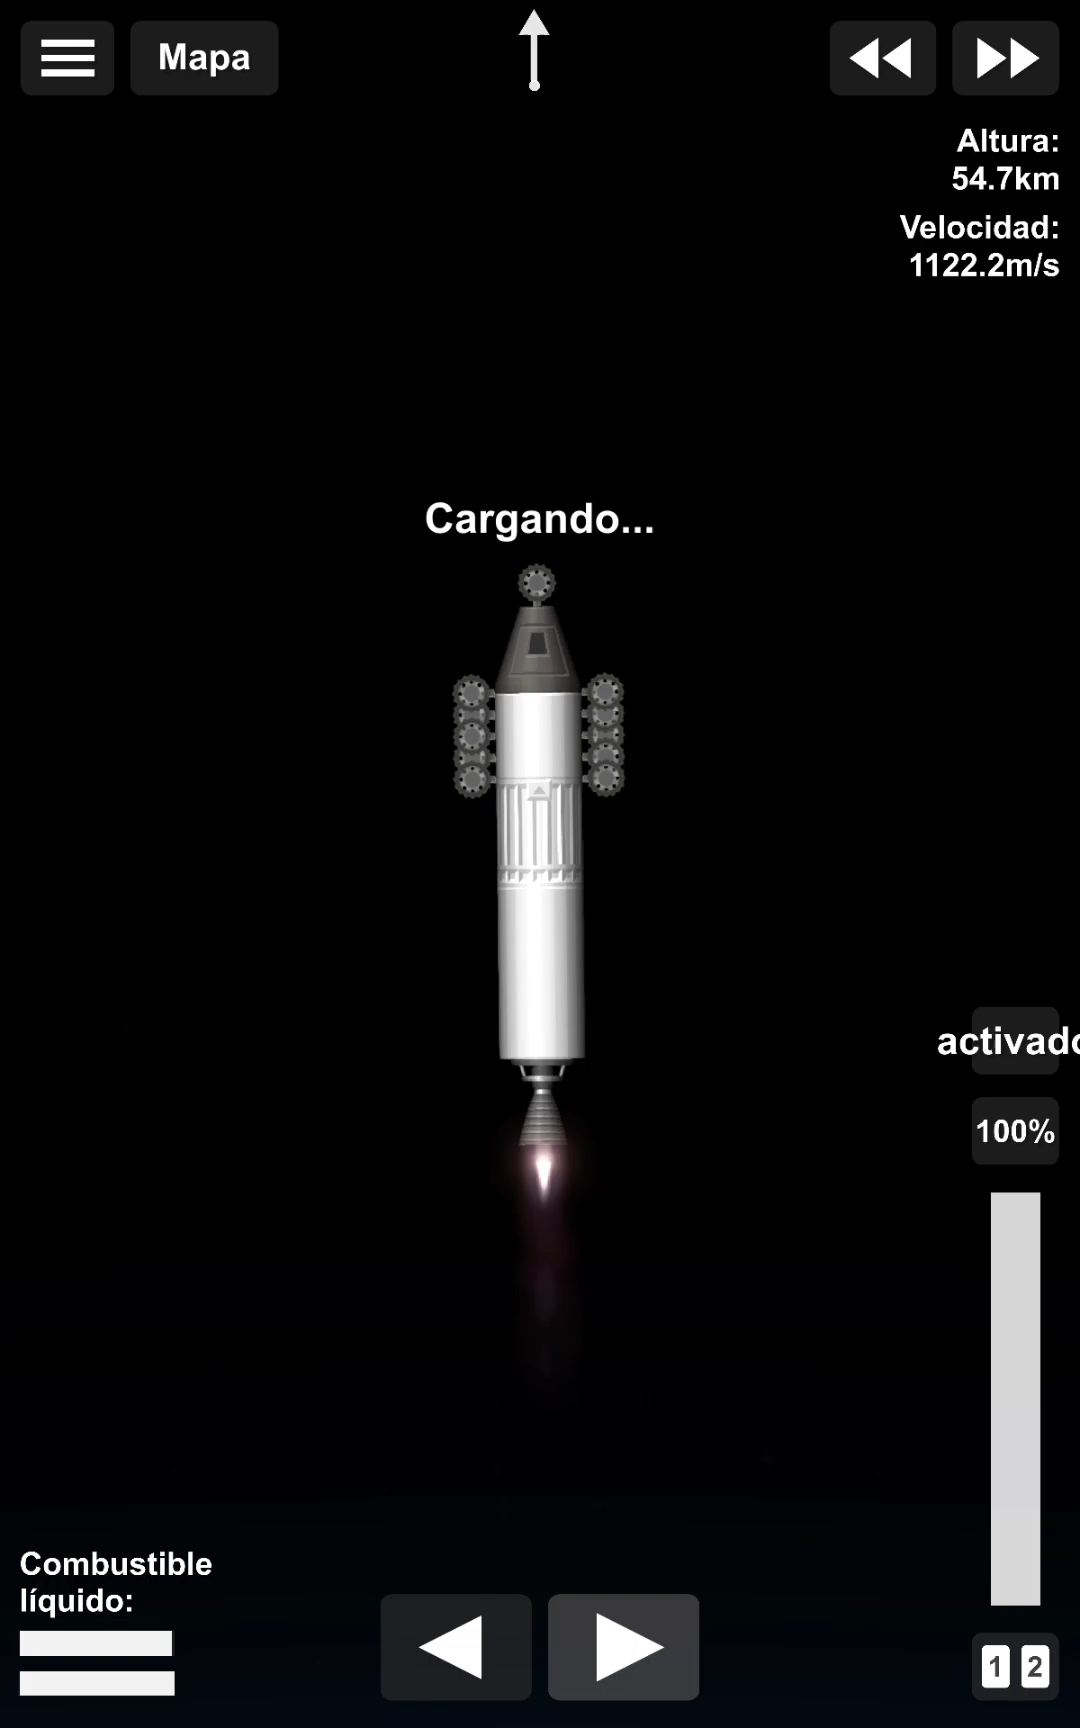 Mapa
Altura:
54.7km
Velocidad:
1122.2m/s
Cargando...
activado
100%
Combustible
líquido:
1 2